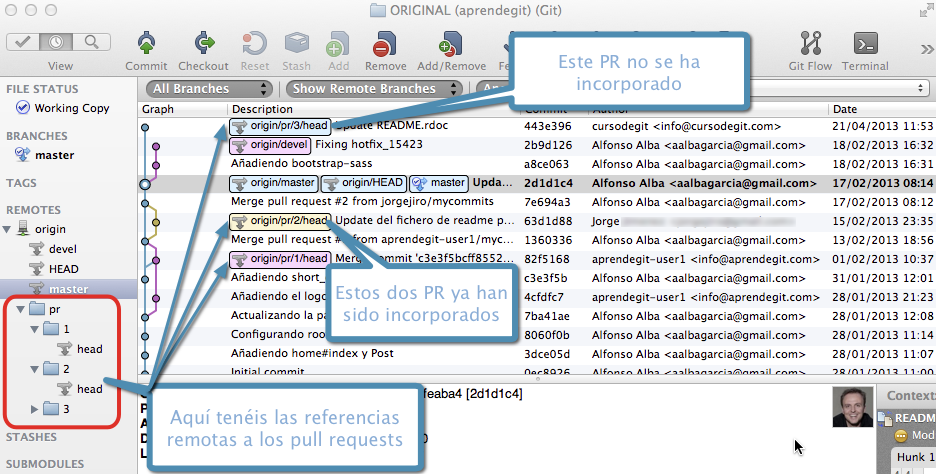 ORIGINAL (aprendegit) (Git)
View
Commit
Checkout
Reset
Stash
Add
Remove
Add/Remove
Git Flow
Terminal
Este PR no se ha
incorporado
All Branches
Show Remote Branches
FILE STATUS
Working Copy
BRANCHES
master
TAGS
REMOTES
origin
devel
HEAD
master
pr
1
head
2
head
3
STASHES
SUBMODULES
Graph Description Commit Author Date
origin/pr/3/head Update README.rdoc 443e396 cursodegit <info@cursodegit.com> 21/04/2013 11:53
origin/devel Fixing hotfix_15423 2b9d126 Alfonso Alba <aalbagarcia@gmail.com> 18/02/2013 16:32
Añadiendo bootstrap-sass a8ce063 Alfonso Alba <aalbagarcia@gmail.com> 18/02/2013 16:31
origin/master origin/HEAD master Upda... 2d1d1c4 Alfonso Alba <aalbagarcia@gmail.com> 17/02/2013 08:14
Merge pull request #2 from jorgejiro/mycommits 7e694a3 Alfonso Alba <aalbagarcia@gmail.com> 17/02/2013 08:12
origin/pr/2/head Update del fichero de readme p... 63d1d88 Jorge 15/02/2013 23:35
Merge pull request # from aprendegit-user1/myc... 1360336 Alfonso Alba <aalbagarcia@gmail.com> 13/02/2013 18:56
origin/pr/1/head Merge commit 'c3e3f5bcff8552... 82f5168 aprendegit-user1 <info@aprendegit.com> 01/02/2013 10:37
Añadiendo short_ c3e3f5b Alfonso Alba <aalbagarcia@gmail.com> 28/01/2013 12:31
Añadiendo el logo 4cfdfc7 aprendegit-user1 <info@aprendegit.com> 28/01/2013 21:23
Actualizando la pa 7ba41ae Alfonso Alba <aalbagarcia@gmail.com> 28/01/2013 12:08
Configurando roo 8060f0b Alfonso Alba <aalbagarcia@gmail.com> 28/01/2013 11:14
Añadiendo home#index y Post 3dce05d Alfonso Alba <aalbagarcia@gmail.com> 28/01/2013 11:07
Initial commit 0ec8926 Alfonso Alba <aalbagarcia@gmail.com> 28/01/2013 11:00
Estos dos PR ya han
sido incorporados
Aquí tenéis las referencias
remotas a los pull requests
feaba4 [2d1d1c4]
0
Context:
README
Mod
Hunk 1